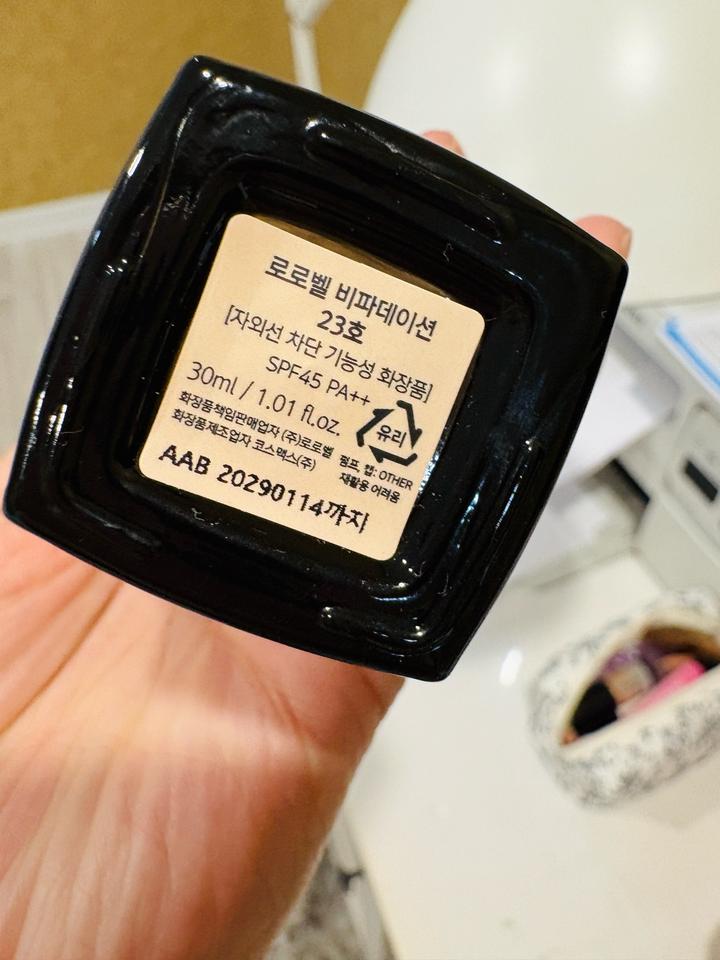 로로벨 비파데이션
23호
[자외선 차단 기능성 화장품]
SPF45 PA++
30ml / 1.01 fl.oz.
화장품책임판매업자 (주)로로벨
화장품제조업자 코스맥스(주)
유리
펌프, 캡: OTHER
재활용 어려움
AAB 20290114까지